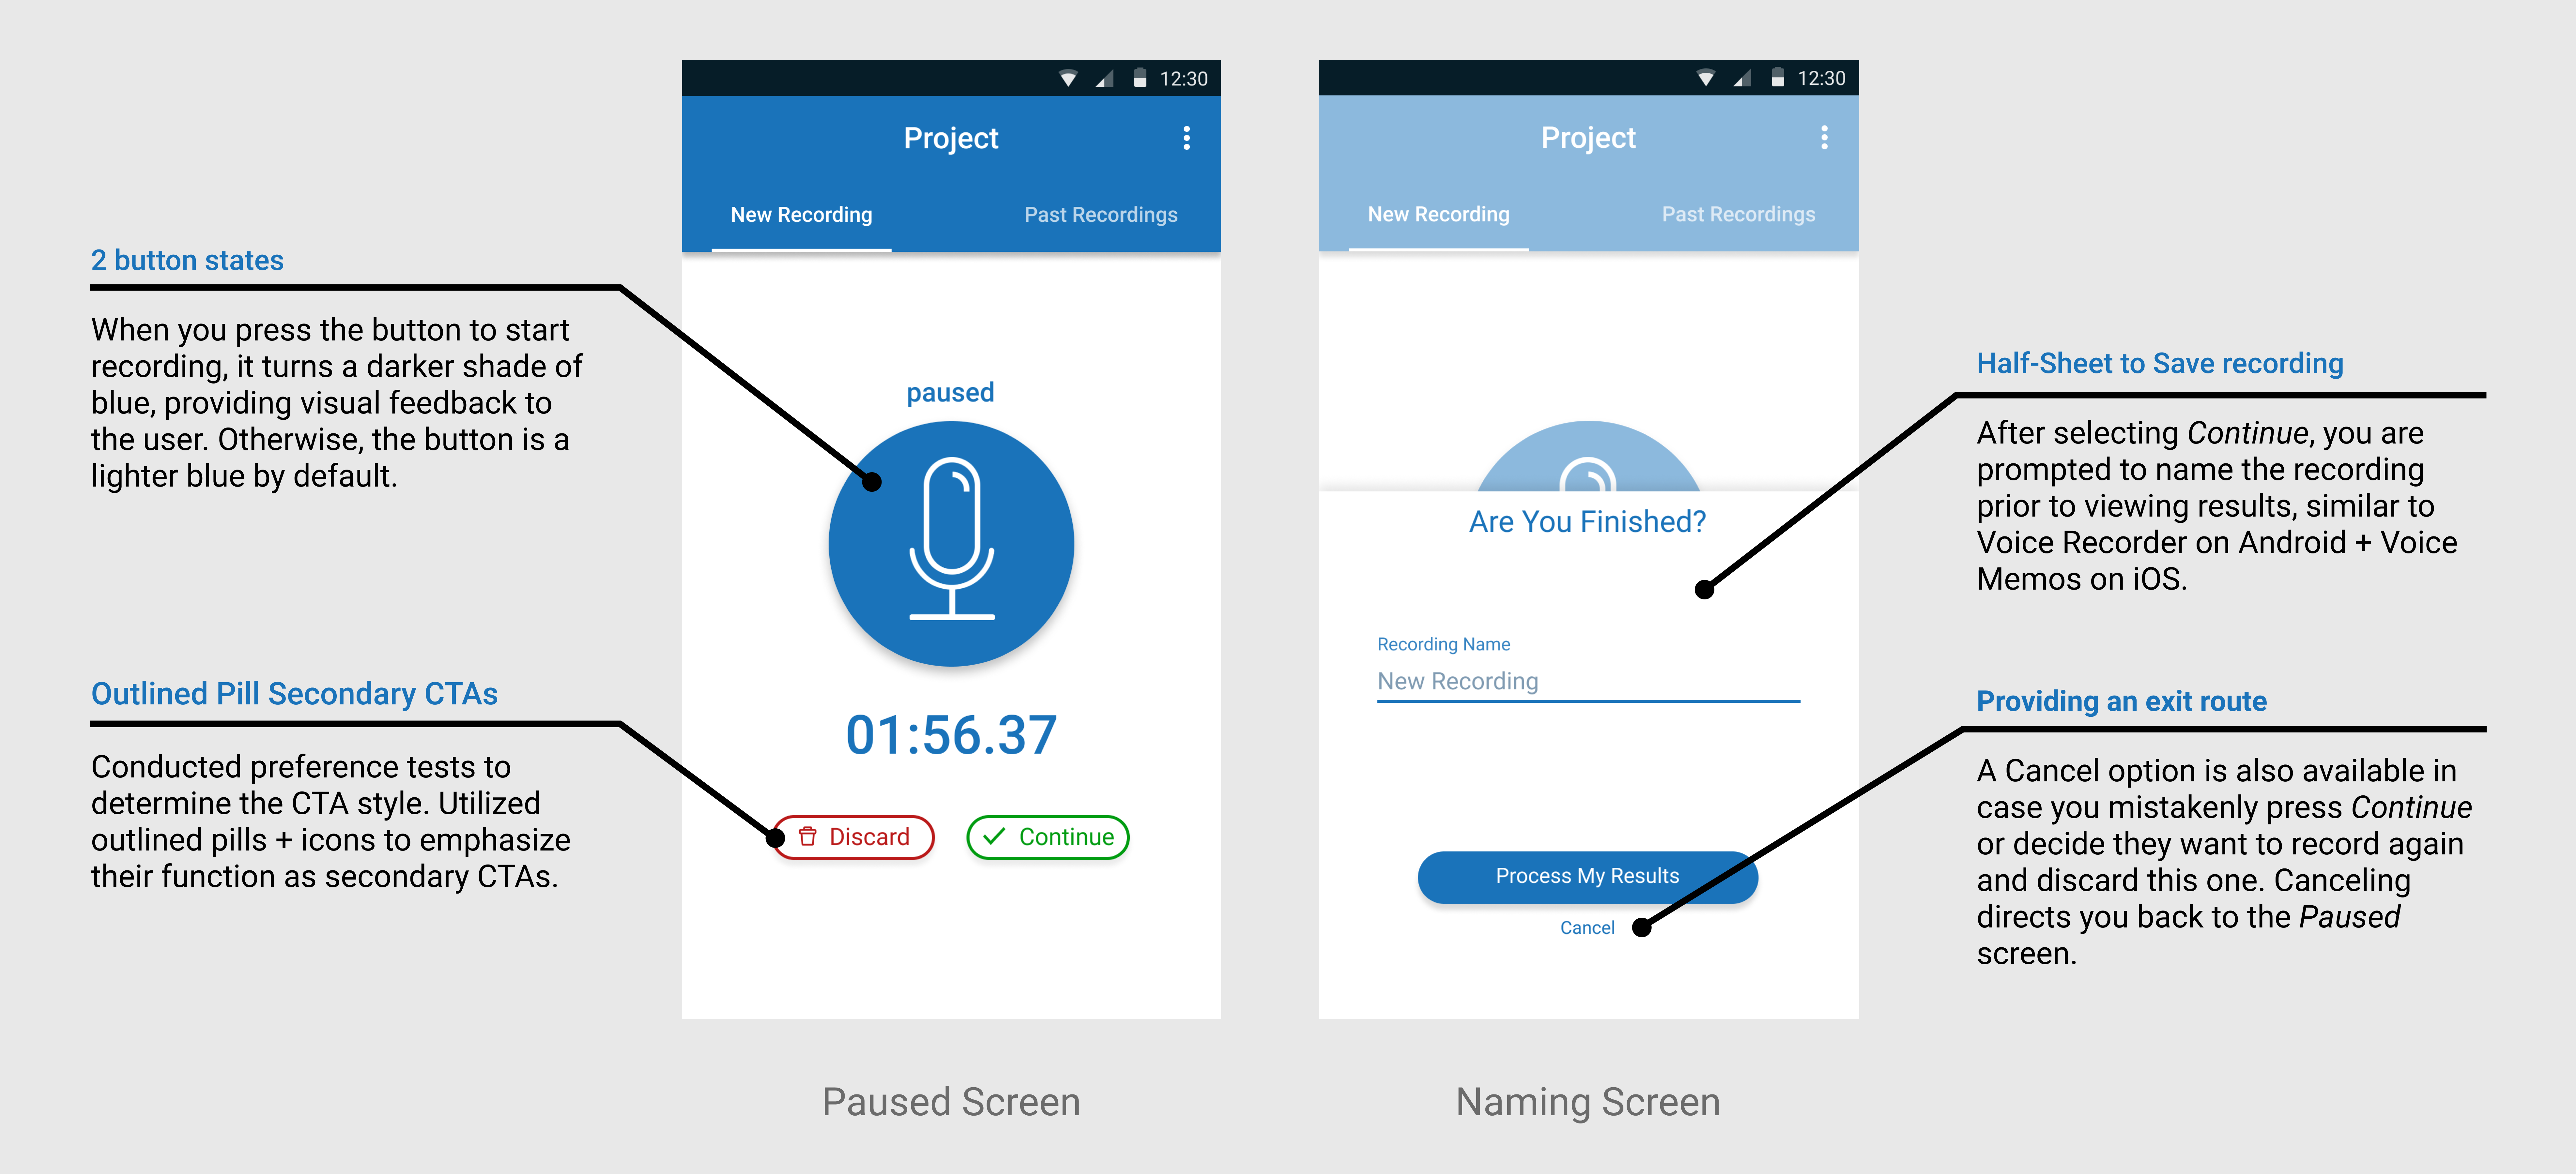 2 button states
When you press the button to start
recording, it turns a darker shade of
blue, providing visual feedback to
the user. Otherwise, the button is a
lighter blue by default.
Outlined Pill Secondary CTAs
Conducted preference tests to
determine the CTA style. Utilized
outlined pills + icons to emphasize
their function as secondary CTAs.
12:30
Project
New Recording Past Recordings
paused
01:56.37
Discard Continue
Paused Screen
12:30
Project
New Recording Past Recordings
Are You Finished?
Recording Name
New Recording
Process My Results
Cancel
Naming Screen
Half-Sheet to Save recording
After selecting Continue, you are
prompted to name the recording
prior to viewing results, similar to
Voice Recorder on Android + Voice
Memos on iOS.
Providing an exit route
A Cancel option is also available in
case you mistakenly press Continue
or decide they want to record again
and discard this one. Canceling
directs you back to the Paused
screen.